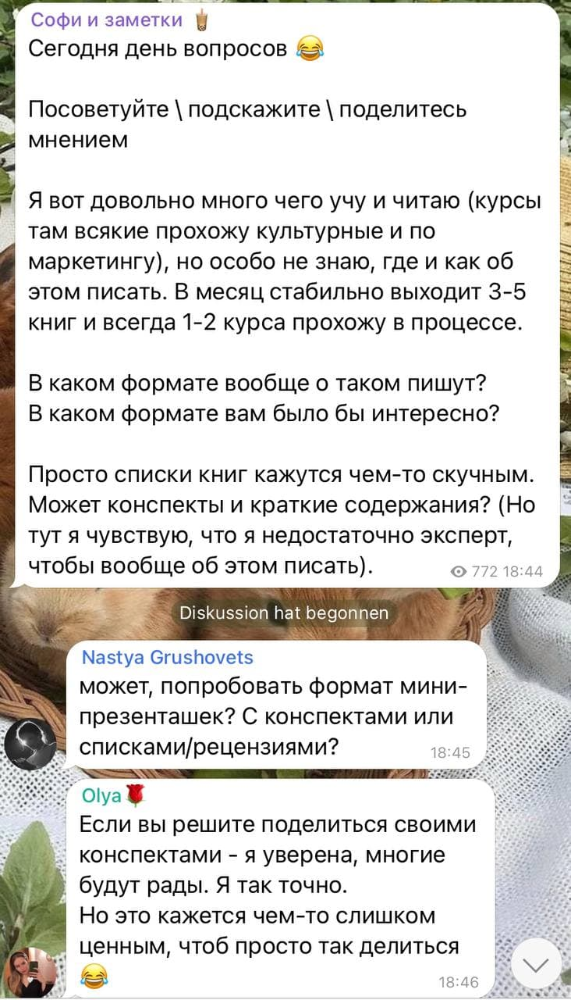 Софи и заметки 🧋
Сегодня день вопросов 😂
Посоветуйте \ подскажите \ поделитесь
мнением
Я вот довольно много чего учу и читаю (курсы
там всякие прохожу культурные и по
маркетингу), но особо не знаю, где и как об
этом писать. В месяц стабильно выходит 3-5
книг и всегда 1-2 курса прохожу в процессе.
В каком формате вообще о таком пишут?
В каком формате вам было бы интересно?
Просто списки книг кажутся чем-то скучным.
Может конспекты и краткие содержания? (Но
тут я чувствую, что я недостаточно эксперт,
чтобы вообще об этом писать).
772 18:44
Diskussion hat begonnen
Nastya Grushovets
может, попробовать формат мини-
презенташек? С конспектами или
списками/рецензиями?
18:45
Olya🌹
Если вы решите поделиться своими
конспектами - я уверена, многие
будут рады. Я так точно.
Но это кажется чем-то слишком
ценным, чтоб просто так делиться
😂
18:46